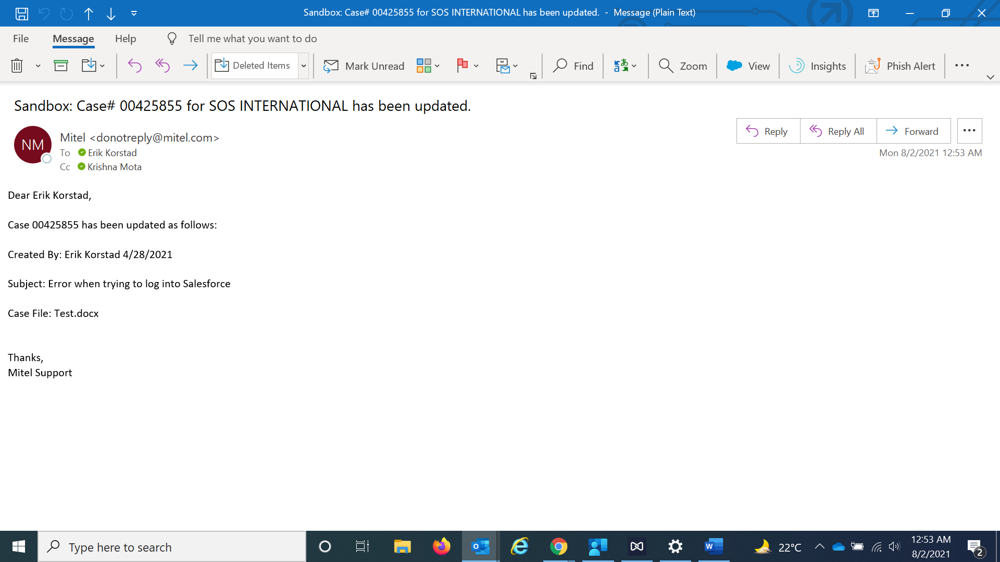 Sandbox: Case# 00425855 for SOS INTERNATIONAL has been updated.  -  Message (Plain Text)
File Message Help Tell me what you want to do
Deleted Items Mark Unread Find Zoom View Insights Phish Alert
Sandbox: Case# 00425855 for SOS INTERNATIONAL has been updated.
NM
Mitel <donotreply@mitel.com>
To Erik Korstad
Cc Krishna Mota
Reply Reply All Forward
Mon 8/2/2021 12:53 AM
Dear Erik Korstad,
Case 00425855 has been updated as follows:
Created By: Erik Korstad 4/28/2021
Subject: Error when trying to log into Salesforce
Case File: Test.docx
Thanks,
Mitel Support
Type here to search
22°C
12:53 AM
8/2/2021
2